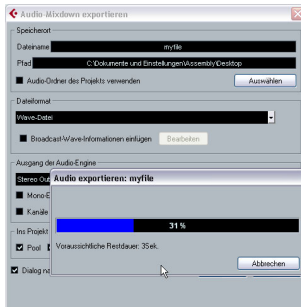 Audio-Mixdown exportieren
Speicherort
Dateiname myfile
Pfad C:\Dokumente und Einstellungen\Assembly\Desktop
Audio-Ordner des Projekts verwenden Auswählen
Dateiformat
Wave-Datei
Broadcast-Wave-Informationen einfügen Bearbeiten
Ausgang der Audio-Engine
Stereo Out
Audio exportieren: myfile
Mono-E
Kanäle
31%
Ins Projekt
Pool
Voraussichtliche Restdauer: 3Sek.
Abbrechen
Dialog na